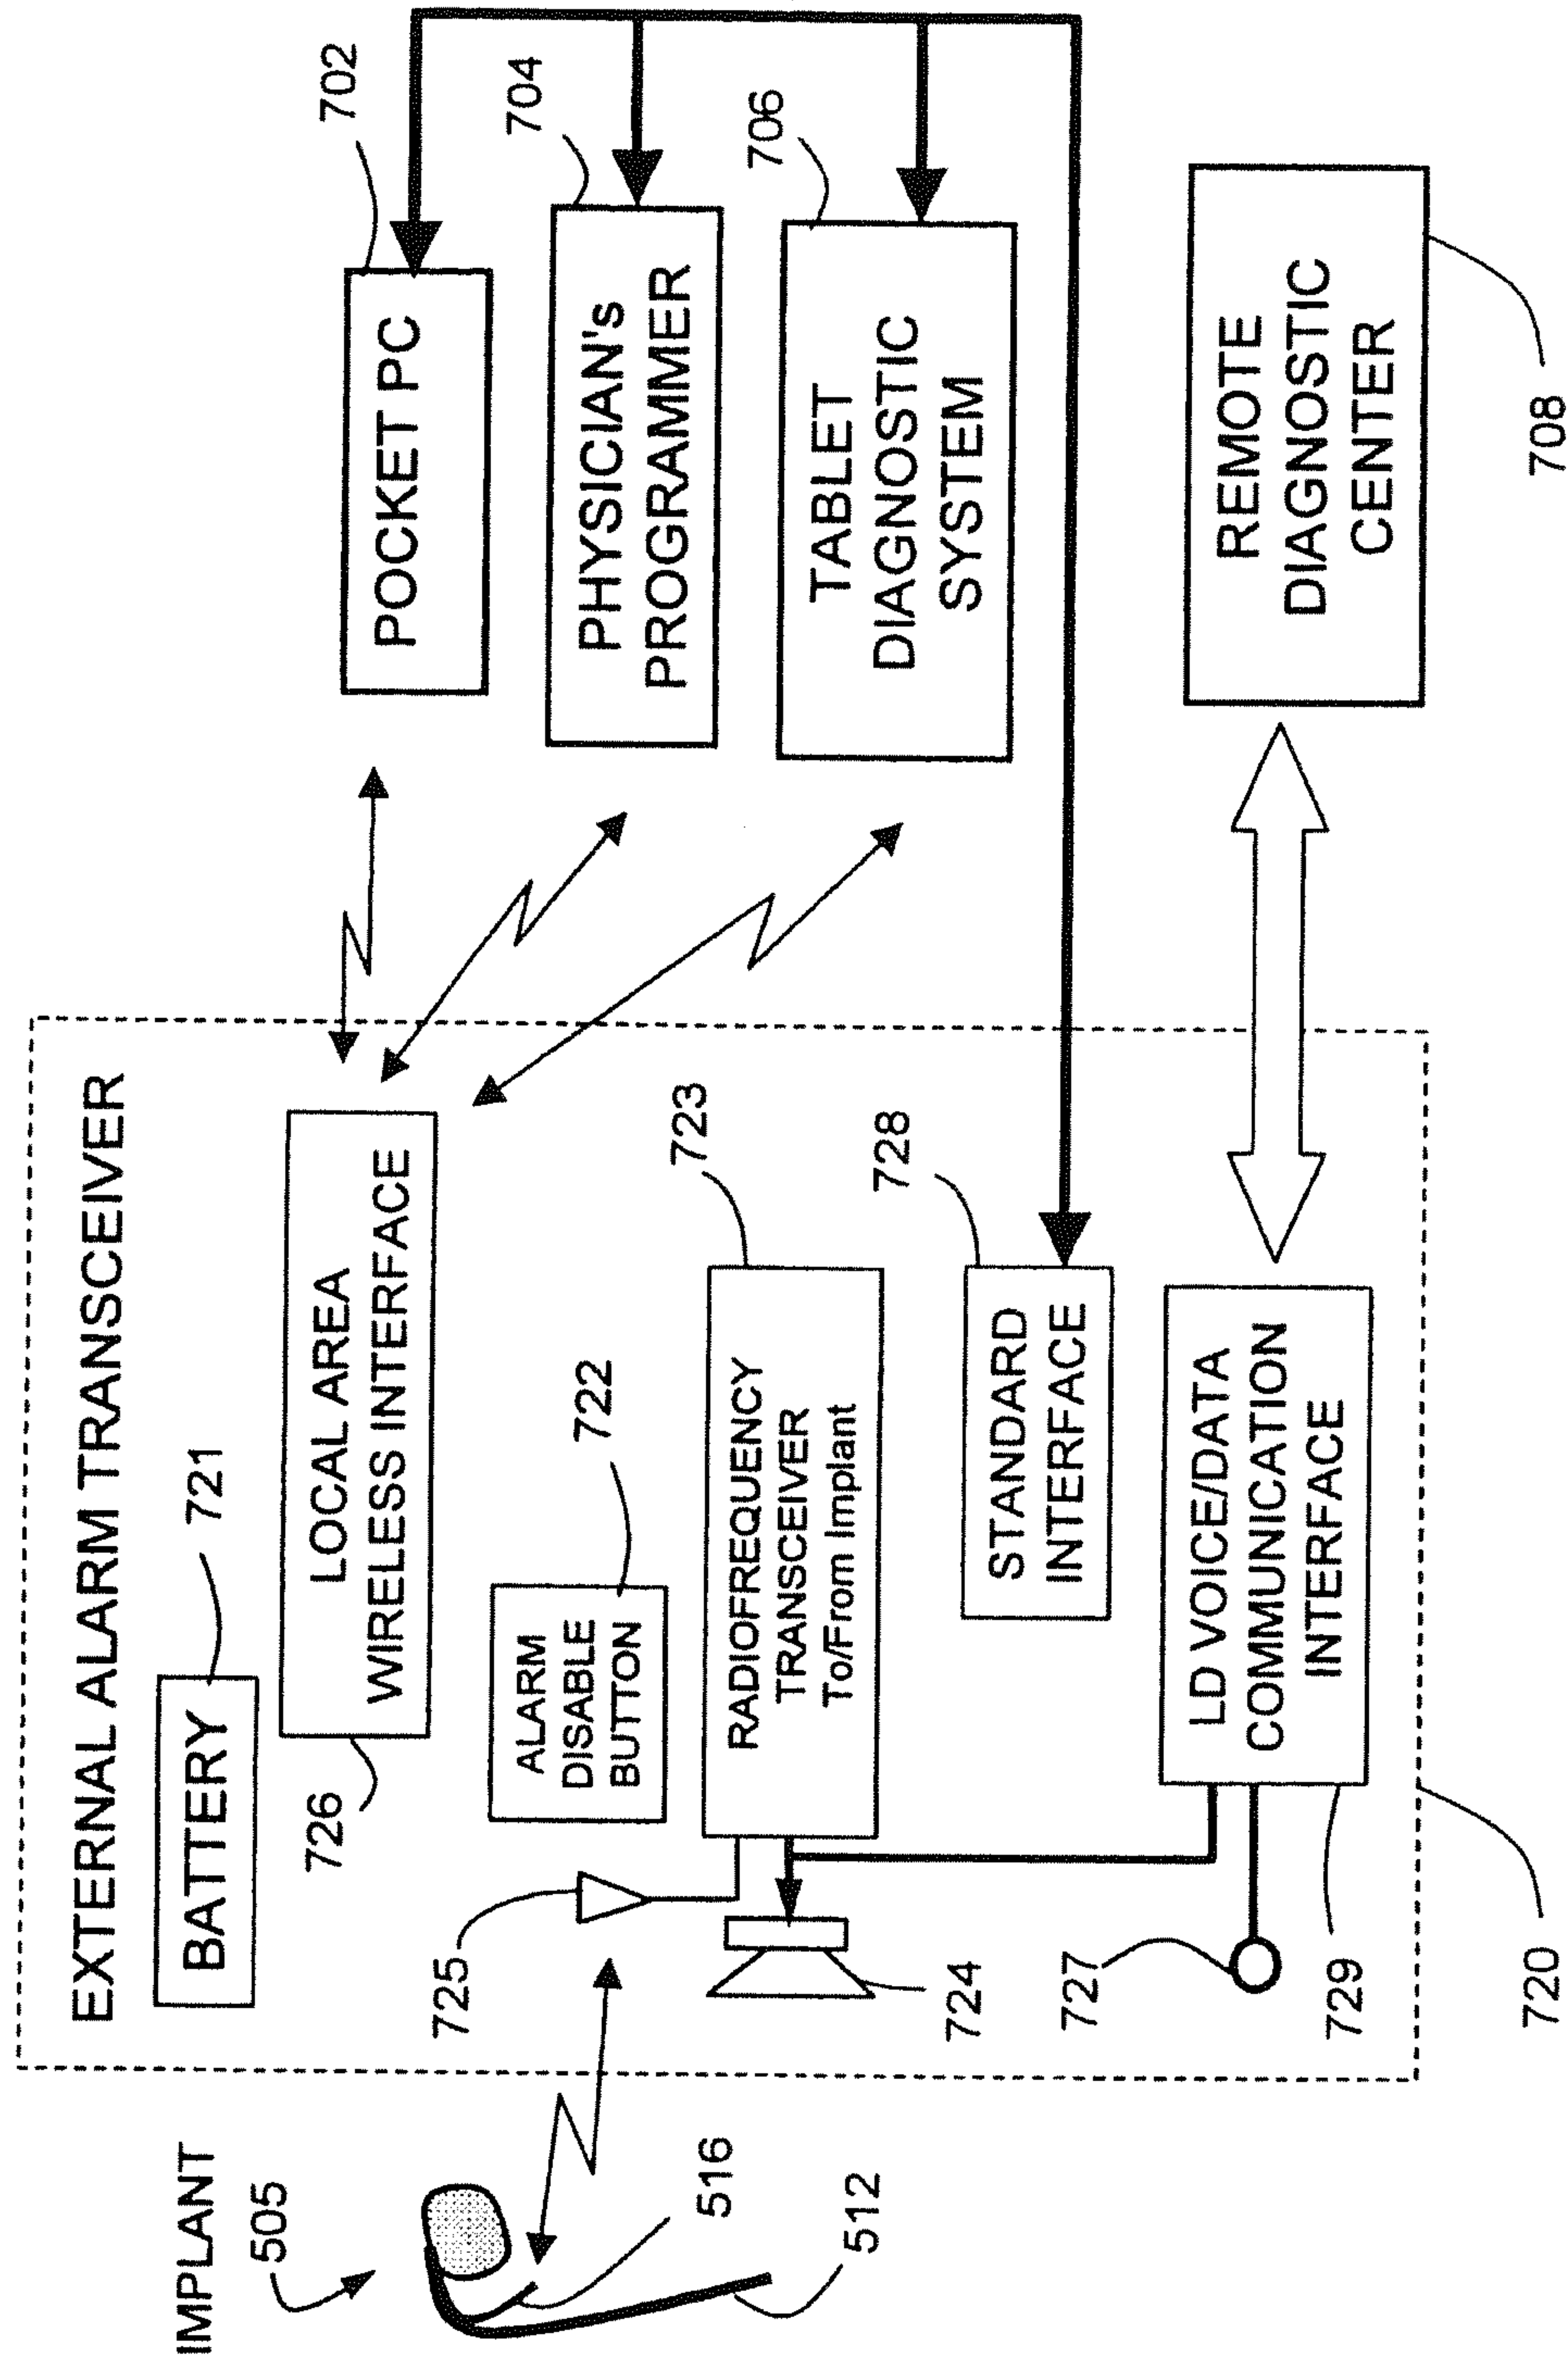 IMPLANT
505
516
512
EXTERNAL ALARM TRANSCEIVER
BATTERY
721
LOCAL AREA
WIRELESS INTERFACE
726
ALARM
DISABLE
BUTTON
722
725
RADIOFREQUENCY
TRANSCEIVER
To/From Implant
723
724
STANDARD
INTERFACE
728
727
LD VOICE/DATA
COMMUNICATION
INTERFACE
729
720
POCKET PC
702
PHYSICIAN's
PROGRAMMER
704
TABLET
DIAGNOSTIC
SYSTEM
706
REMOTE
DIAGNOSTIC
CENTER
708